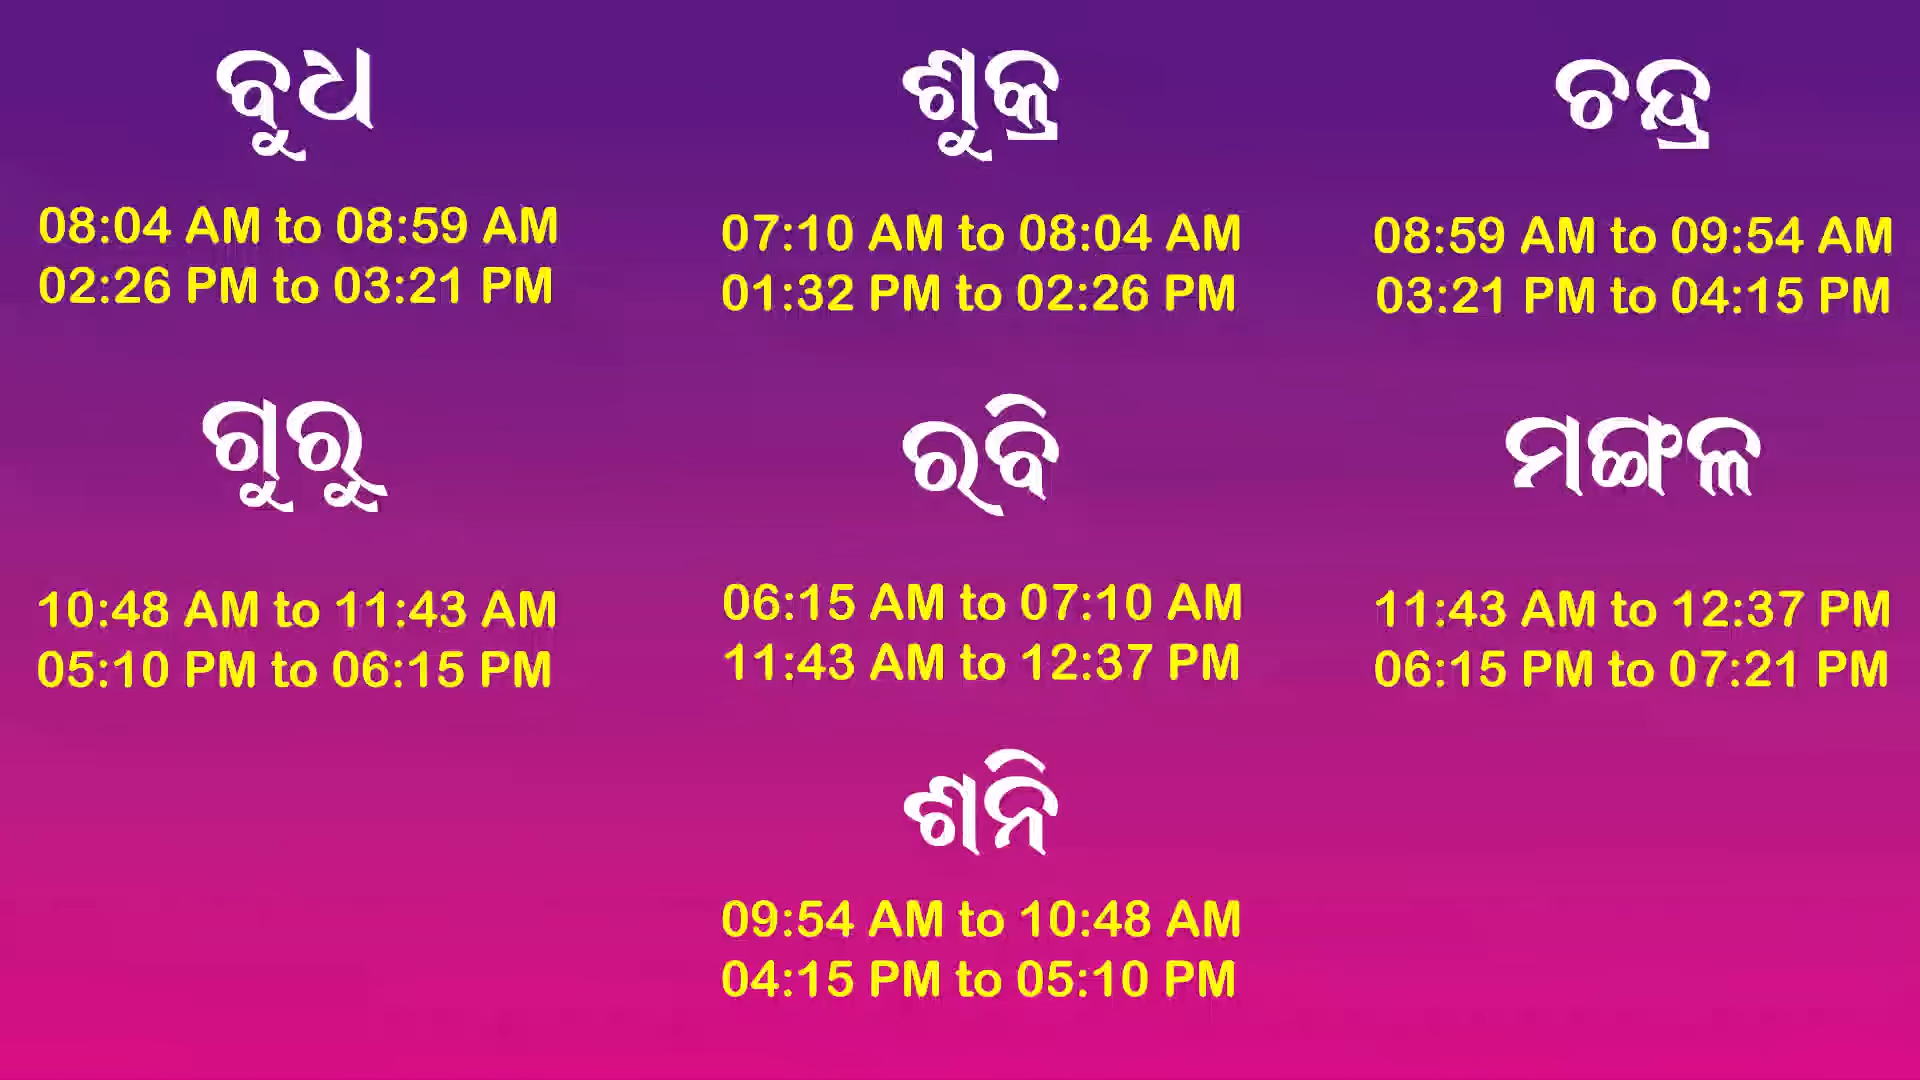 ବୁଧ
08:04 AM to 08:59 AM
02:26 PM to 03:21 PM
ଶୁକ୍ର
07:10 AM to 08:04 AM
01:32 PM to 02:26 PM
ଚନ୍ଦ୍ର
08:59 AM to 09:54 AM
03:21 PM to 04:15 PM
ଗୁରୁ
10:48 AM to 11:43 AM
05:10 PM to 06:15 PM
ରବି
06:15 AM to 07:10 AM
11:43 AM to 12:37 PM
ମଙ୍ଗଳ
11:43 AM to 12:37 PM
06:15 PM to 07:21 PM
ଶନି
09:54 AM to 10:48 AM
04:15 PM to 05:10 PM